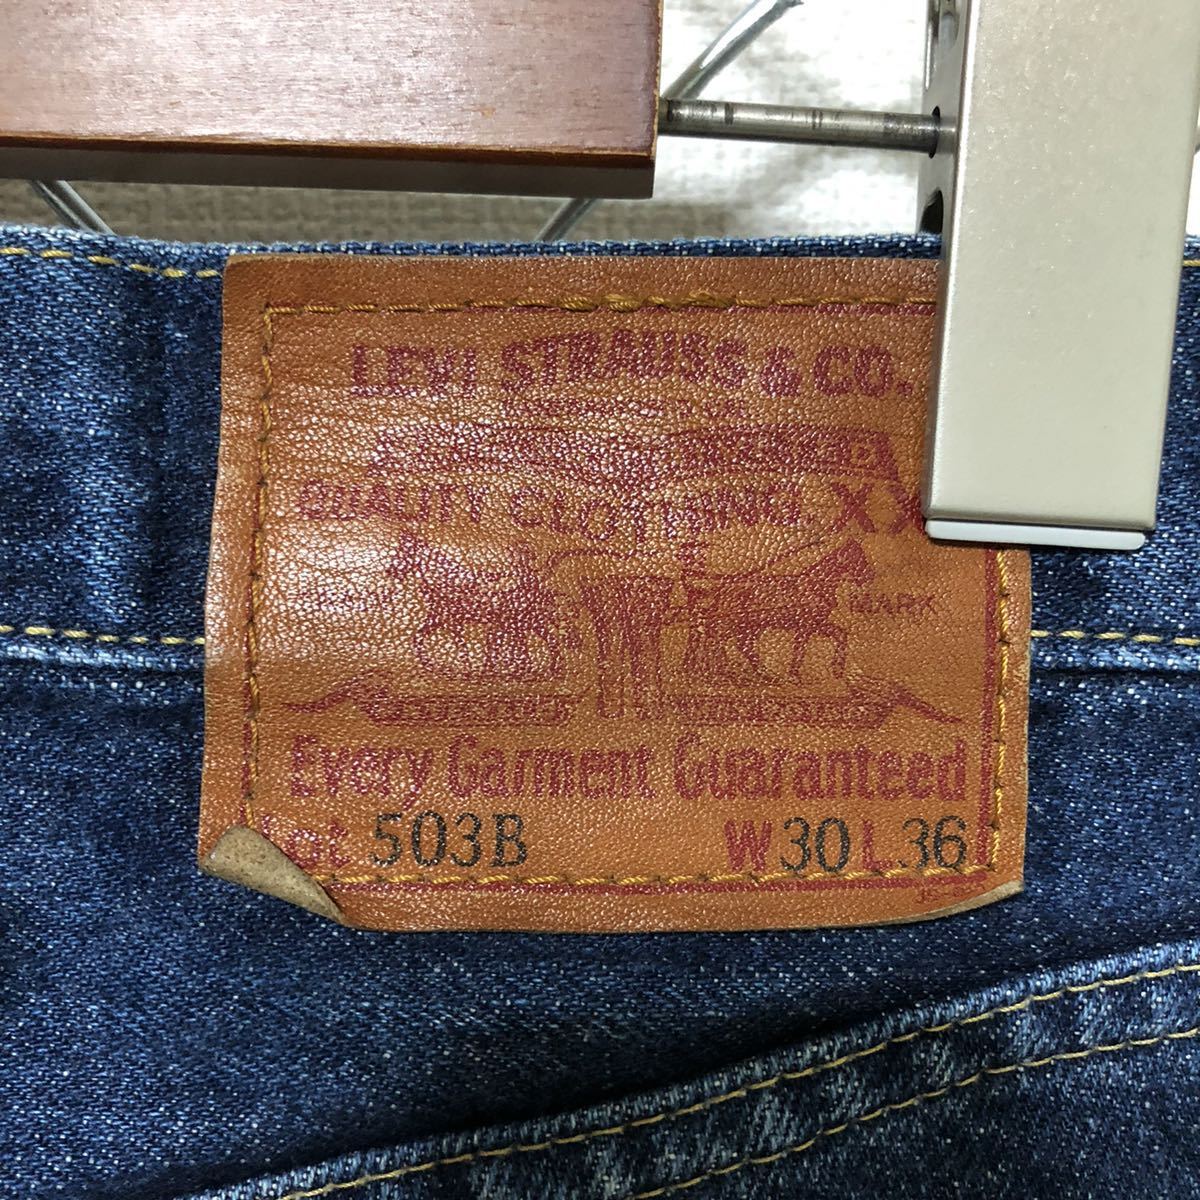 LEVI STRAUSS & CO.
QUALITY CLOTHING XX
MARK
Every Garment Guaranteed
Lot 503B W30 L36